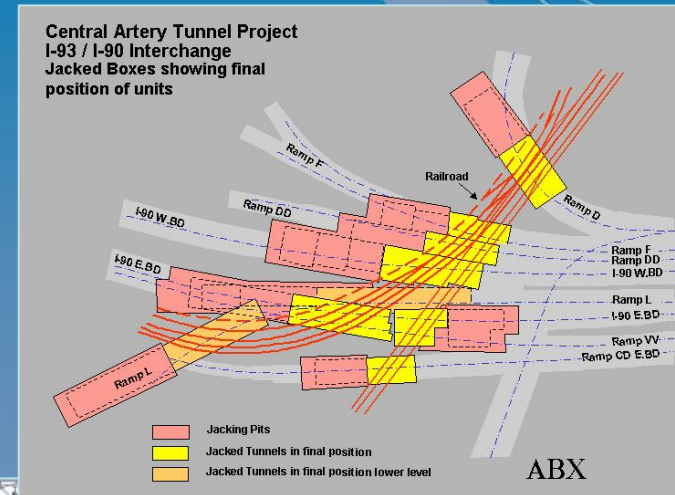 Central Artery Tunnel Project
I-93 / I-90 Interchange
Jacked Boxes showing final
position of units
Ramp F
Railroad
Ramp D
Ramp DD
I-90 W.BD
I-90 E.BD
Ramp F
Ramp DD
I-90 W.BD
Ramp L
I-90 E.BD
Ramp VV
Ramp CD E.BD
Ramp L
Jacking Pits
Jacked Tunnels in final position
Jacked Tunnels in final position lower level
ABX